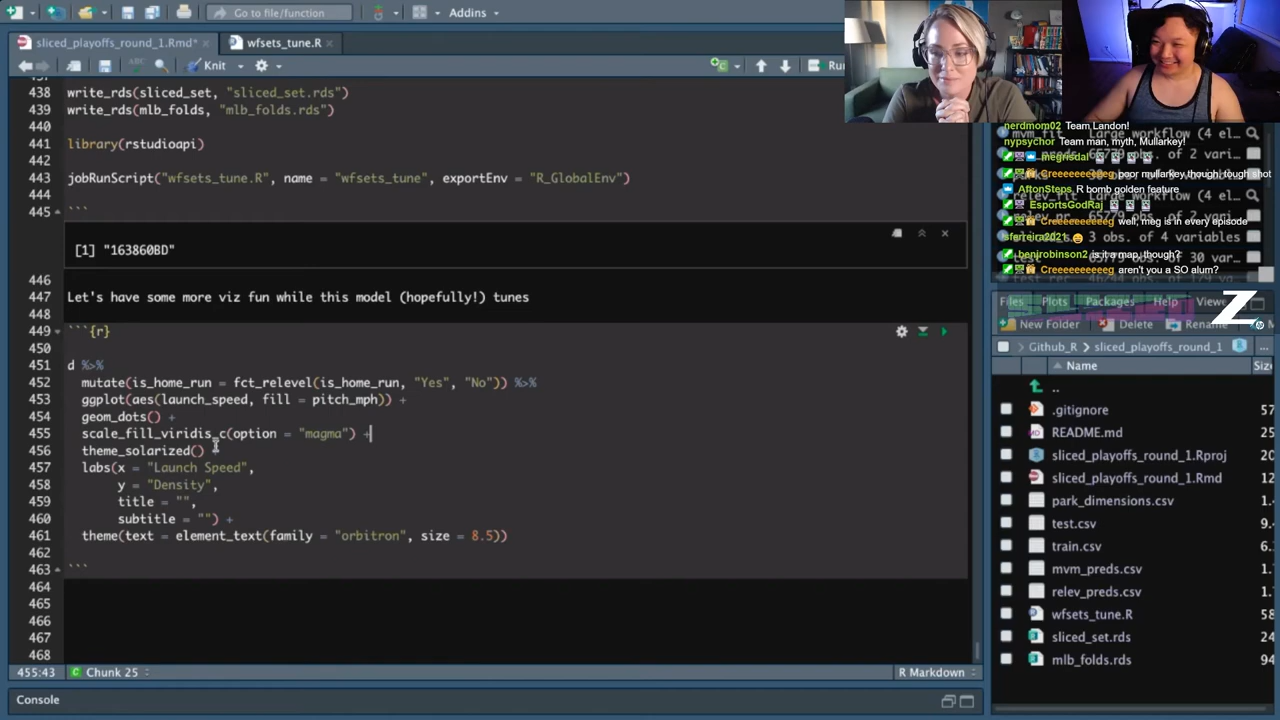 Go to file/function
Addins
sliced_playoffs_round_1.Rmd*
wfsets_tune.R
Knit
438 write_rds(sliced_set, "sliced_set.rds")
439 write_rds(mlb_folds, "mlb_folds.rds")
440
441 library(rstudioapi)
442
443 jobRunScript("wfsets_tune.R", name = "wfsets_tune", exportEnv = "R_GlobalEnv")
444
445 ```
[1] "163860BD"
446
447 Let's have some more viz fun while this model (hopefully!) tunes
448
449 ```{r}
450
451 d %>%
452 mutate(is_home_run = fct_relevel(is_home_run, "Yes", "No")) %>%
453 ggplot(aes(launch_speed, fill = pitch_mph)) +
454 geom_dots() +
455 scale_fill_viridis_c(option = "magma") +
456 theme_solarized() +
457 labs(x = "Launch Speed",
458 y = "Density",
459 title = "",
460 subtitle = "") +
461 theme(text = element_text(family = "orbitron", size = 8.5))
462
463 ```
464
465
466
467
468
455:43
Chunk 25
R Markdown
Console
nerdmom02 Team Landon!
nypsychor Team man, myth, Mullarkey!
megrisdal
Creeeeeeeeeg poor mullarkey though, tough shot
AftonSteps R bomb golden feature
EsportsGodRaj
Creeeeeeeeeg well, meg is in every episode
sferreira2021
benjrobinson2 is it a map, though?
Creeeeeeeeeg aren't you a SO alum?
Files Plots Packages Help
New Folder Delete Rename
Github_R sliced_playoffs_round_1
Name
..
.gitignore
README.md
sliced_playoffs_round_1.Rproj
sliced_playoffs_round_1.Rmd
park_dimensions.csv
test.csv
train.csv
mvm_preds.csv
relev_preds.csv
wfsets_tune.R
sliced_set.rds
mlb_folds.rds